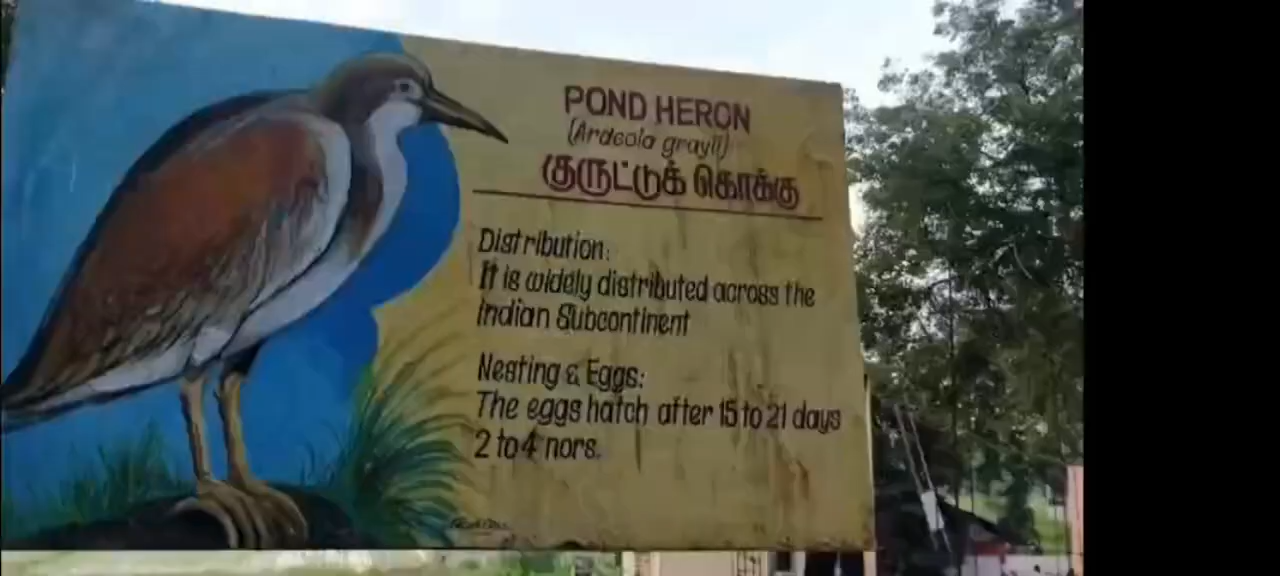 POND HERON
(Ardeola grayii)
குருட்டுக் கொக்கு
Distribution:
It is widely distributed across the
Indian Subcontinent
Nesting & Eggs:
The eggs hatch after 15 to 21 days
2 to 4 nors.